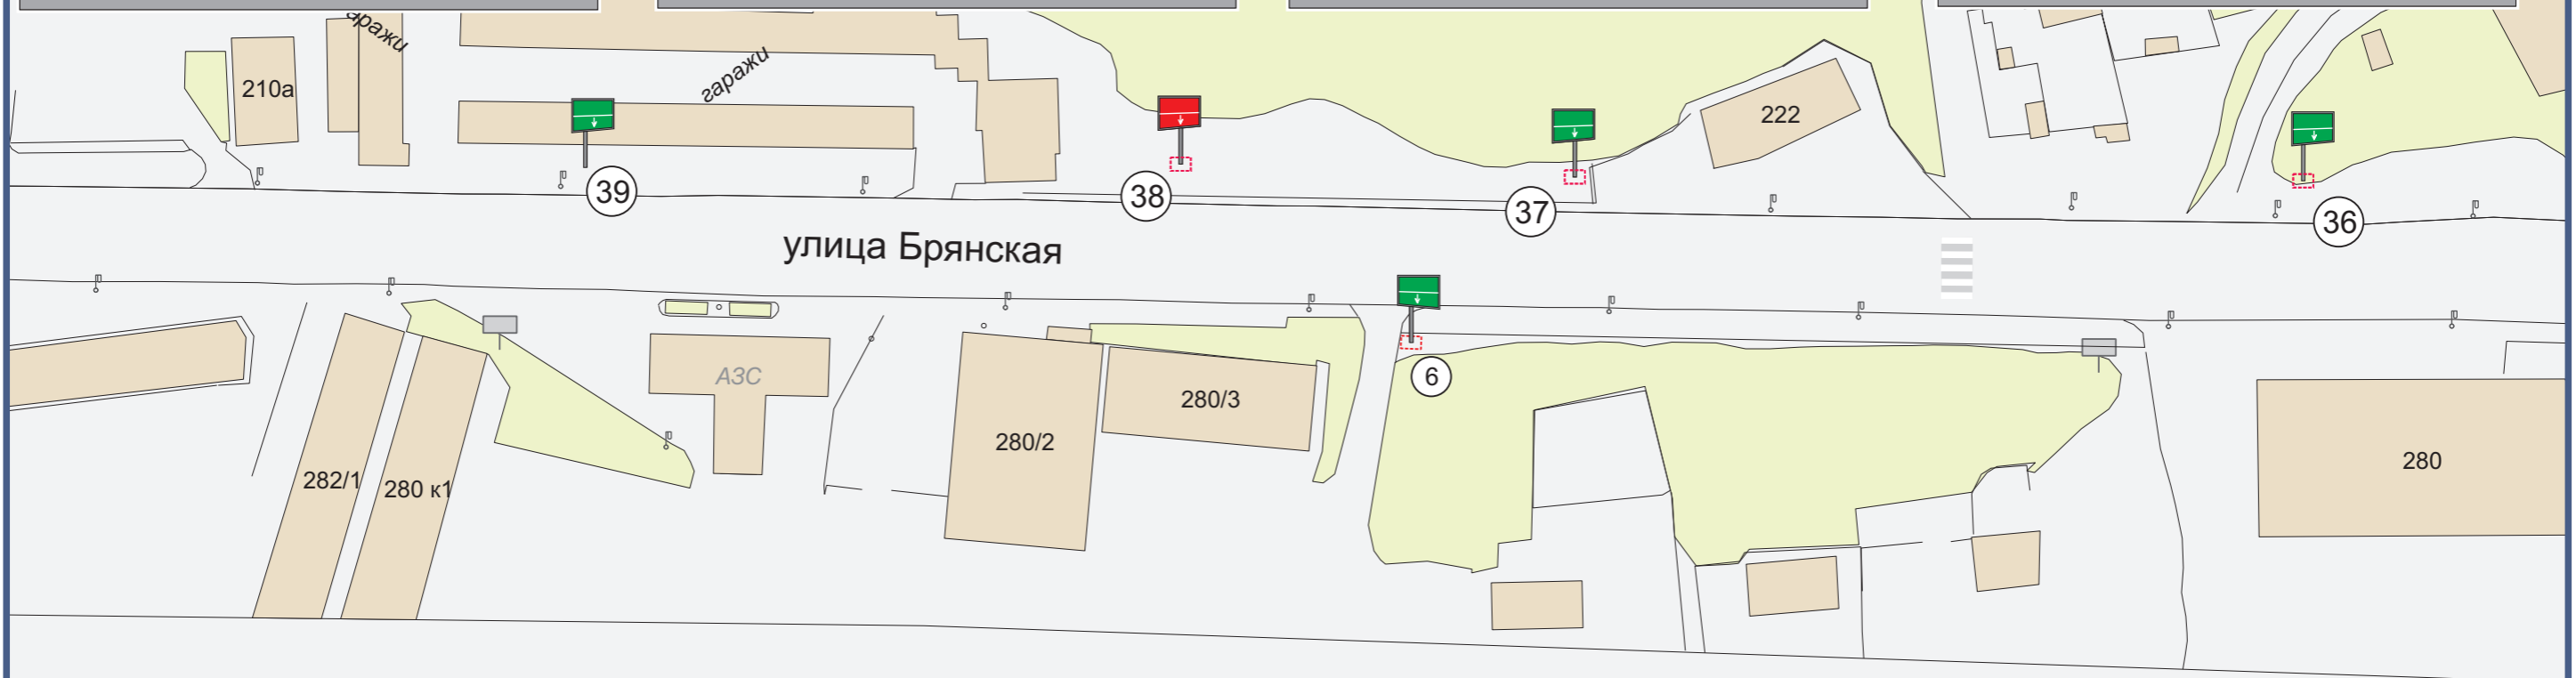 гаражи
210а
гаражи
222
39
38
37
36
улица Брянская
6
АЗС
280/3
280/2
282/1
280 к1
280